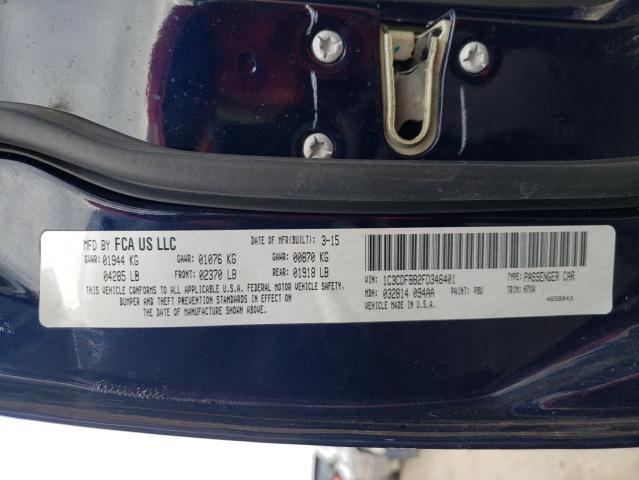 MFD BY FCA US LLC DATE OF MFR(BUILT): 3-15
GVWR: 01944 KG GAWR: 01076 KG GAWR: 00870 KG
04285 LB FRONT: 02370 LB REAR: 01918 LB
THIS VEHICLE CONFORMS TO ALL APPLICABLE U.S.A. FEDERAL MOTOR VEHICLE SAFETY,
BUMPER AND THEFT PREVENTION STANDARDS IN EFFECT ON
THE DATE OF MANUFACTURE SHOWN ABOVE.
VIN: 1C3CDFBB2FD346401 TYPE: PASSENGER CAR
MDH: 032814 094AA PAINT: PBU TRIM: H7XA
VEHICLE MADE IN U.S.A. 4658843